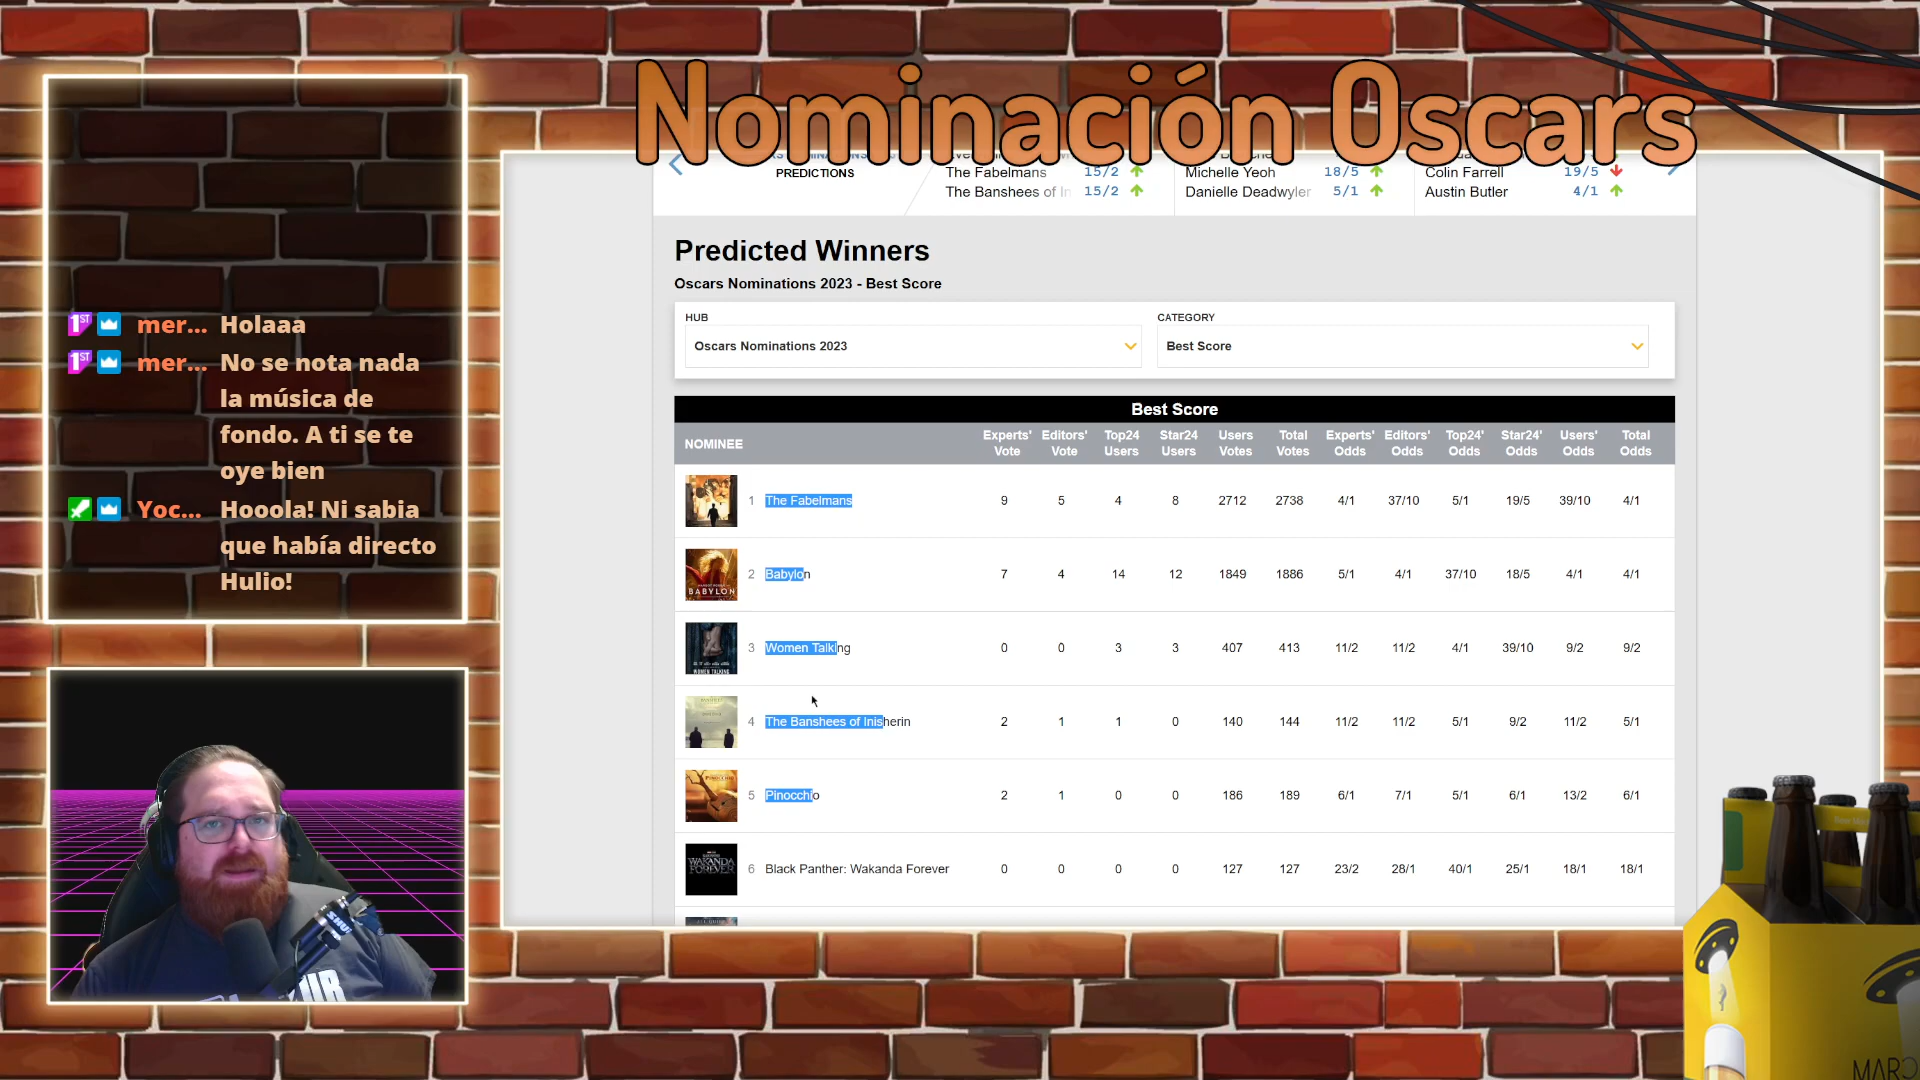 Nominación Oscars
PREDICTIONS
The Fabelmans 15/2
The Banshees of In 15/2
Michelle Yeoh 18/5
Danielle Deadwyler 5/1
Colin Farrell 19/5
Austin Butler 4/1
Predicted Winners
Oscars Nominations 2023 - Best Score
HUB
Oscars Nominations 2023
CATEGORY
Best Score
Best Score
NOMINEE Experts' Vote Editors' Vote Top24 Users Star24 Users Users Votes Total Votes Experts' Odds Editors' Odds Top24' Odds Star24' Odds Users' Odds Total Odds
1 The Fabelmans 9 5 4 8 2712 2738 4/1 37/10 5/1 19/5 39/10 4/1
BABYLON
2 Babylon 7 4 14 12 1849 1886 5/1 4/1 37/10 18/5 4/1 4/1
WOMEN TALKING
3 Women Talking 0 0 3 3 407 413 11/2 11/2 4/1 39/10 9/2 9/2
4 The Banshees of Inisherin 2 1 1 0 140 144 11/2 11/2 5/1 9/2 11/2 5/1
5 Pinocchio 2 1 0 0 186 189 6/1 7/1 5/1 6/1 13/2 6/1
WAKANDA
FOREVER
6 Black Panther: Wakanda Forever 0 0 0 0 127 127 23/2 28/1 40/1 25/1 18/1 18/1
1ST mer... Holaaa
1ST mer... No se nota nada
la música de
fondo. A ti se te
oye bien
Yoc... Hooola! Ni sabia
que había directo
Hulio!
SHURE
MARC